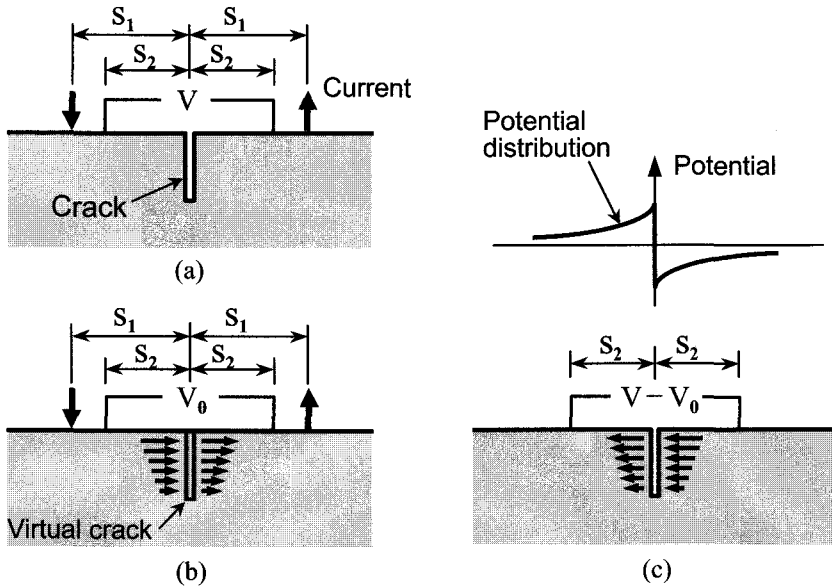 S₁ S₁
S₂ S₂
V
Current
Crack
(a)
S₁ S₁
S₂ S₂
V₀
Virtual crack
(b)
Potential
distribution
Potential
S₂ S₂
V − V₀
(c)